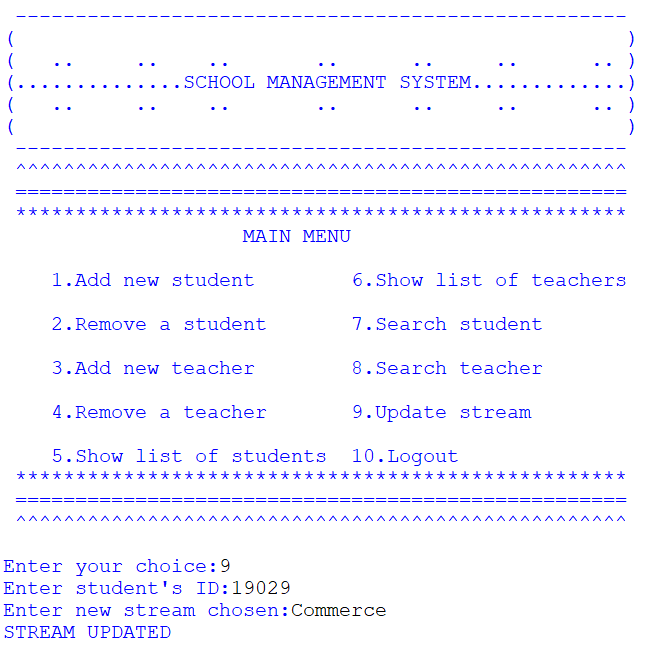 ---------------------------------------------------
(                                                   )
(   ..     ..    ..       ..      ..     ..      .. )
(..............SCHOOL MANAGEMENT SYSTEM.............)
(   ..     ..    ..       ..      ..     ..      .. )
(                                                   )
---------------------------------------------------
^^^^^^^^^^^^^^^^^^^^^^^^^^^^^^^^^^^^^^^^^^^^^^^^^^^
===================================================
***************************************************
MAIN MENU
1.Add new student        6.Show list of teachers
2.Remove a student       7.Search student
3.Add new teacher        8.Search teacher
4.Remove a teacher       9.Update stream
5.Show list of students  10.Logout
***************************************************
===================================================
^^^^^^^^^^^^^^^^^^^^^^^^^^^^^^^^^^^^^^^^^^^^^^^^^^^
Enter your choice:9
Enter student's ID:19029
Enter new stream chosen:Commerce
STREAM UPDATED